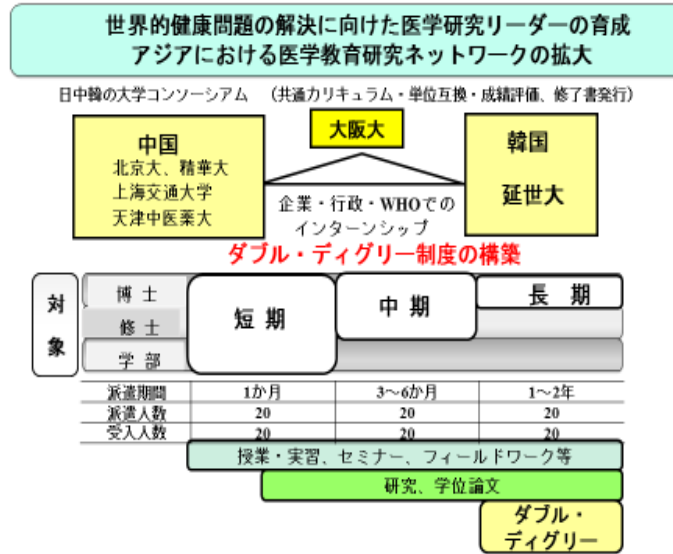 世界的健康問題の解決に向けた医学研究リーダーの育成
アジアにおける医学教育研究ネットワークの拡大
日中韓の大学コンソーシアム　（共通カリキュラム・単位互換・成績評価、修了書発行）
中国
北京大、精華大
上海交通大学
天津中医薬大
大阪大
韓国
延世大
企業・行政・WHOでの
インターンシップ
ダブル・ディグリー制度の構築
対象
博士
修士
学部
短期
中期
長期
派遣期間　1か月　3～6か月　1～2年
派遣人数　20　20　20
受入人数　20　20　20
授業・実習、セミナー、フィールドワーク等
研究、学位論文
ダブル・
ディグリー